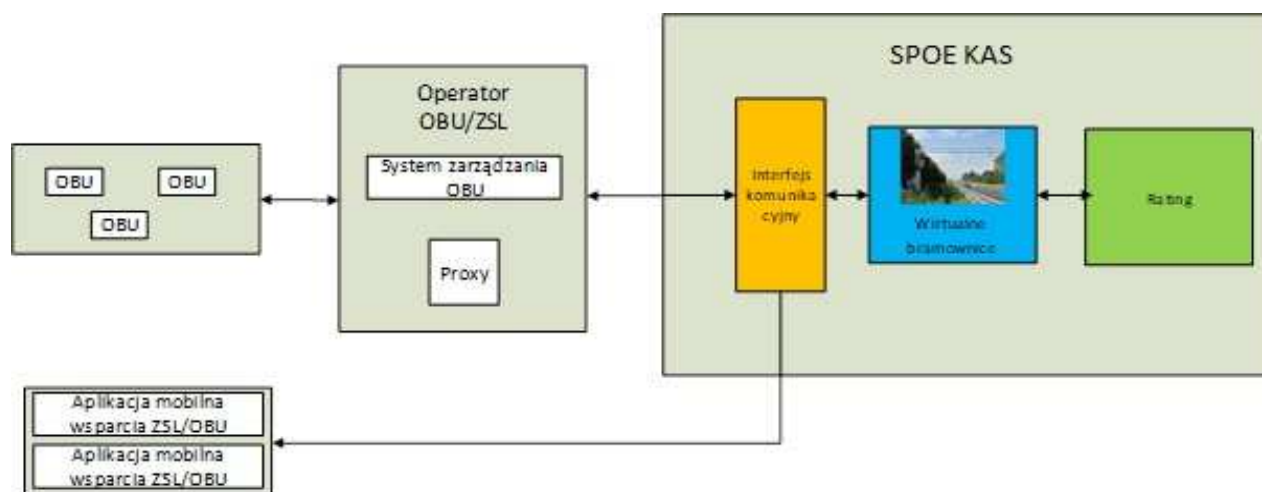 SPOE KAS
Operator
OBU/ZSL
System zarządzania
OBU
Proxy
OBU
OBU
OBU
Interfejs
komunika
cyjny
Wirtualne
bramownice
Rating
Aplikacja mobilna
wsparcia ZSL/OBU
Aplikacja mobilna
wsparcia ZSL/OBU